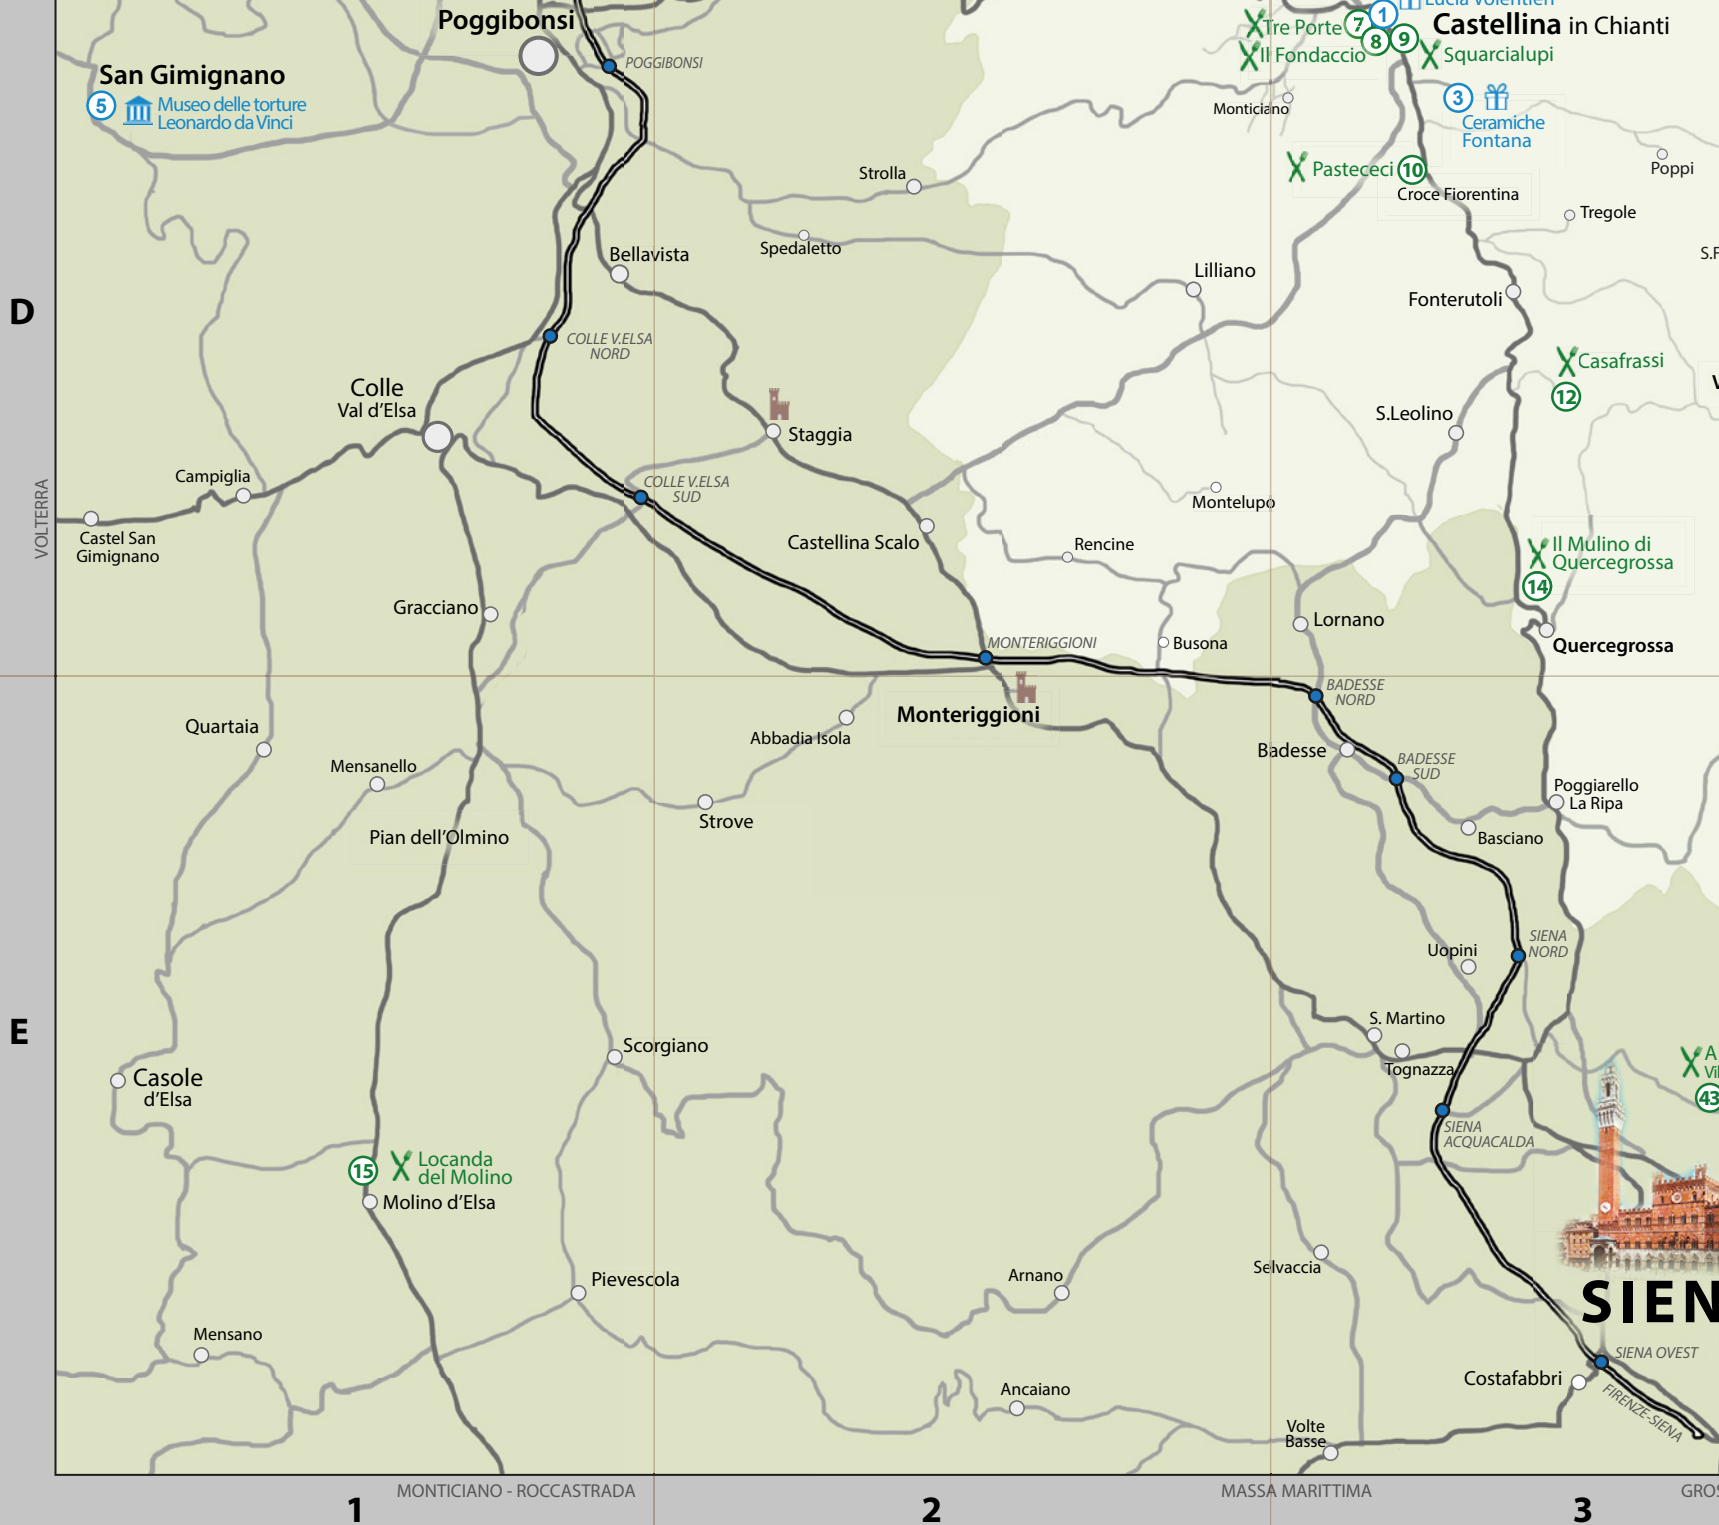 Poggibonsi
POGGIBONSI
San Gimignano
5
Museo delle torture
Leonardo da Vinci
Lucia Volentieri
Tre Porte
7
1
8
9
Castellina in Chianti
Il Fondaccio
Squarcialupi
Monticiano
3
Ceramiche
Fontana
Pastececi
10
Croce Fiorentina
Poppi
Tregole
Strolla
Spedaletto
Bellavista
Lilliano
Fonterutoli
D
COLLE V.ELSA
NORD
Casafrassi
12
Colle
Val d'Elsa
Staggia
S.Leolino
Campiglia
COLLE V.ELSA
SUD
Montelupo
VOLTERRA
Castel San
Gimignano
Castellina Scalo
Rencine
Il Mulino di
Quercegrossa
14
Gracciano
Lornano
MONTERIGGIONI
Busona
Quercegrossa
BADESSE
NORD
Monteriggioni
Quartaia
Abbadia Isola
Badesse
BADESSE
SUD
Mensanello
Poggiarello
La Ripa
Strove
Pian dell'Olmino
Basciano
Uopini
SIENA
NORD
E
S. Martino
Scorgiano
Tognazza
Casole
d'Elsa
43
SIENA
ACQUACALDA
15
Locanda
del Molino
Molino d'Elsa
Selvaccia
Arnano
Pievescola
SIEN
Mensano
SIENA OVEST
Costafabbri
Ancaiano
FIRENZE-SIENA
Volte
Basse
MONTICIANO - ROCCASTRADA
MASSA MARITTIMA
GROS
1
2
3